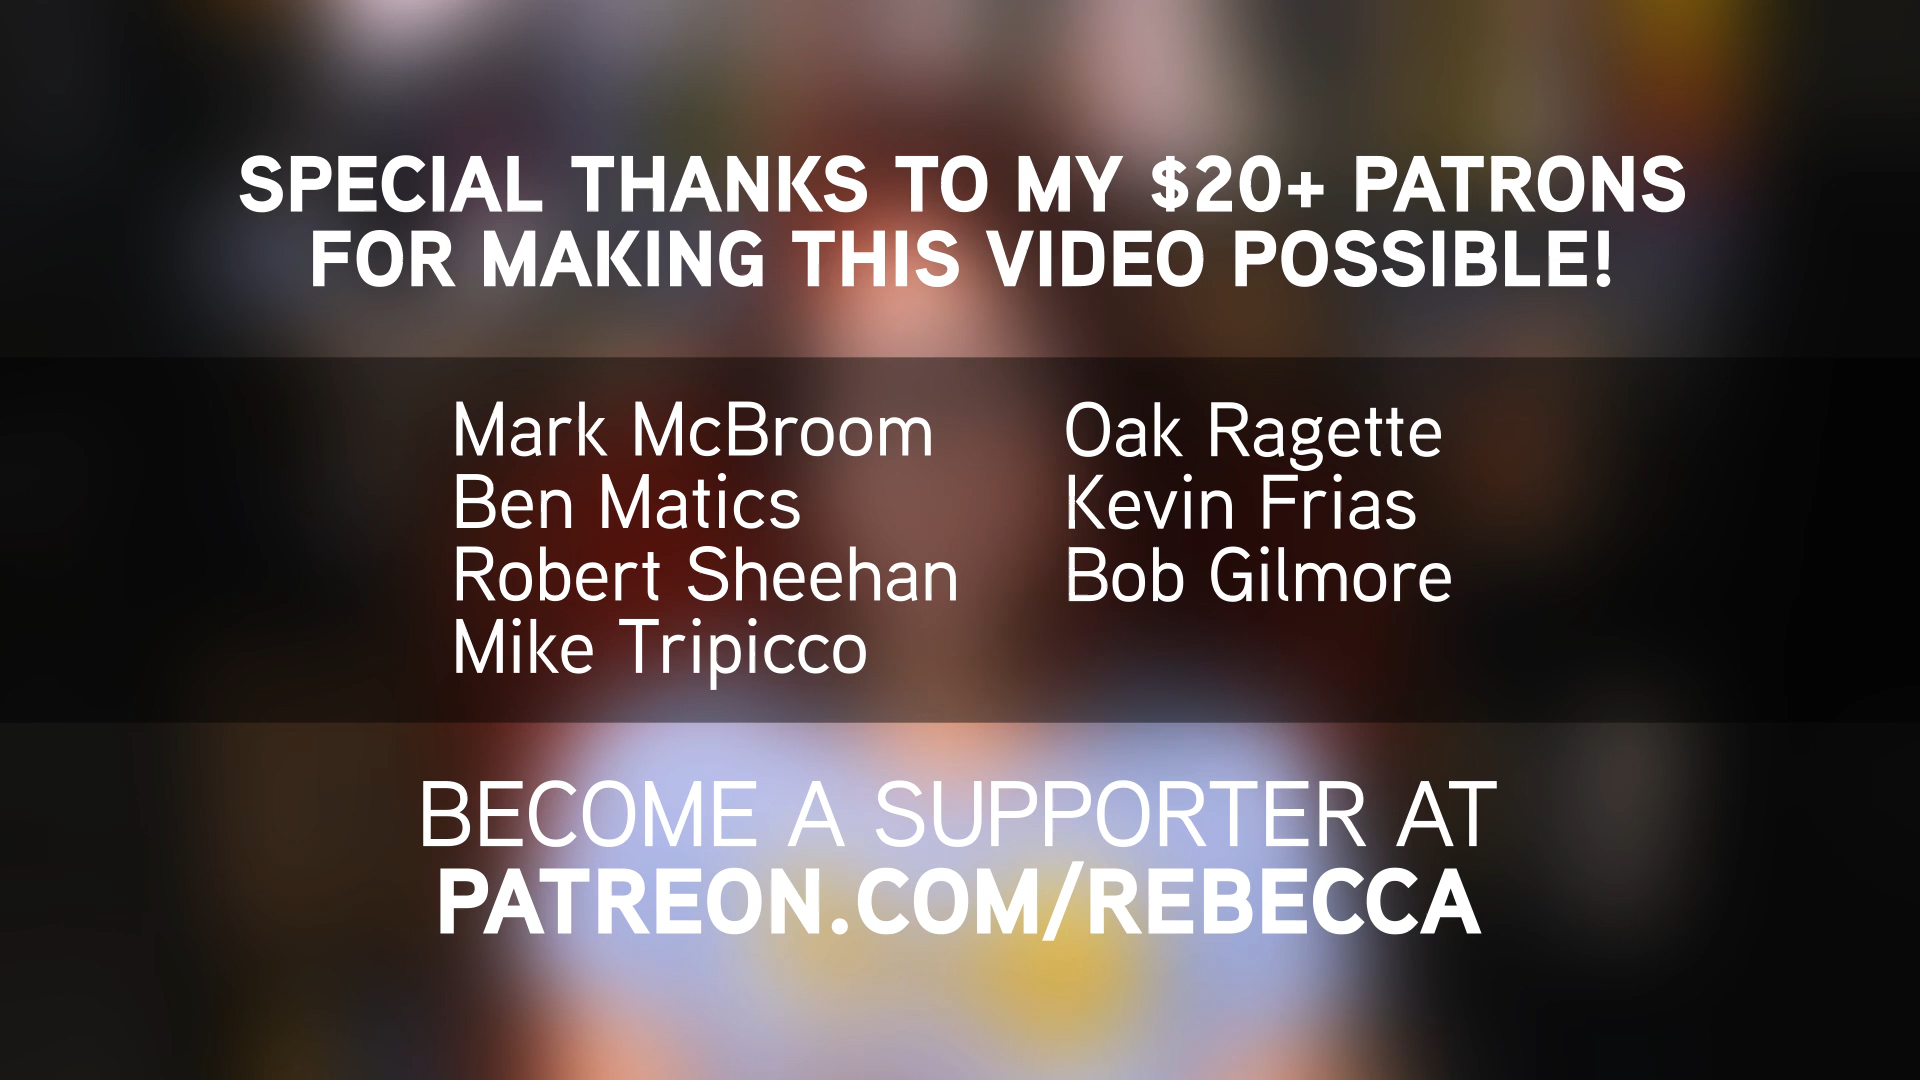 SPECIAL THANKS TO MY $20+ PATRONS
FOR MAKING THIS VIDEO POSSIBLE!
Mark McBroom
Ben Matics
Robert Sheehan
Mike Tripicco
Oak Ragette
Kevin Frias
Bob Gilmore
BECOME A SUPPORTER AT
PATREON.COM/REBECCA